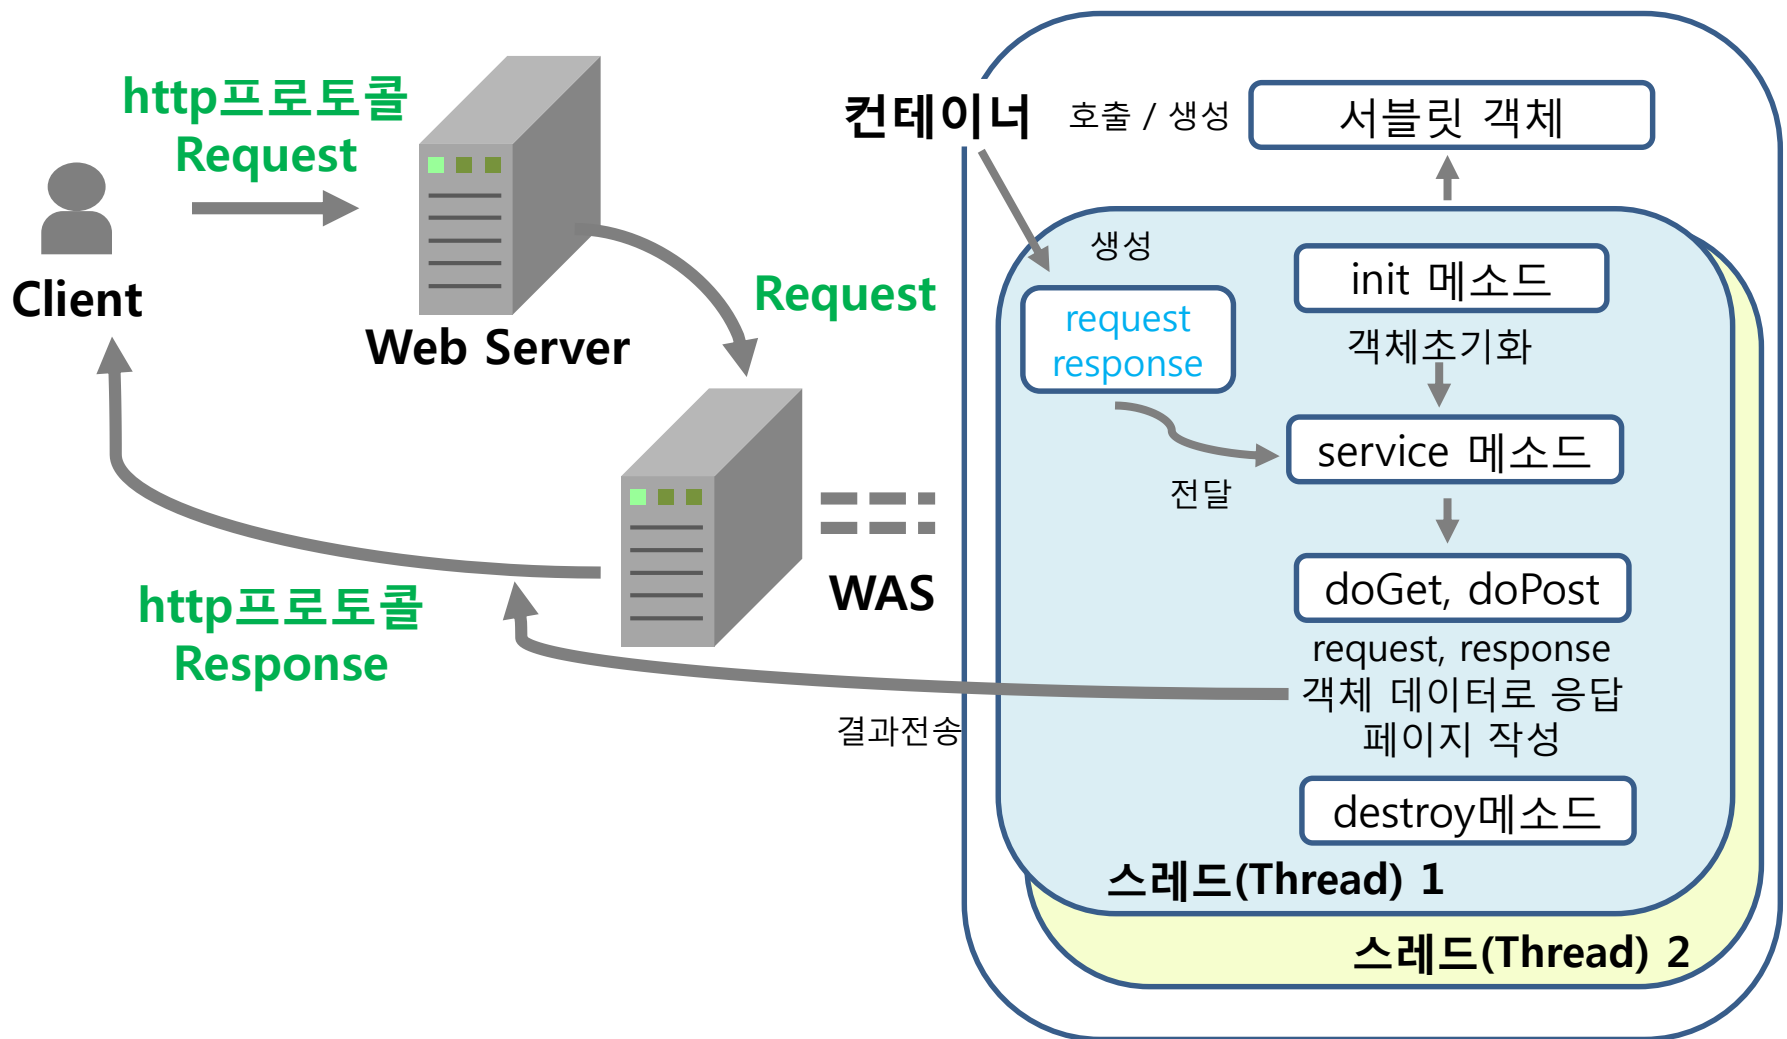 http프로토콜
Request
Client
Web Server
Request
WAS
http프로토콜
Response
결과전송
컨테이너
호출 / 생성
서블릿 객체
생성
request
response
init 메소드
객체초기화
전달
service 메소드
doGet, doPost
request, response
객체 데이터로 응답
페이지 작성
destroy메소드
스레드(Thread) 1
스레드(Thread) 2